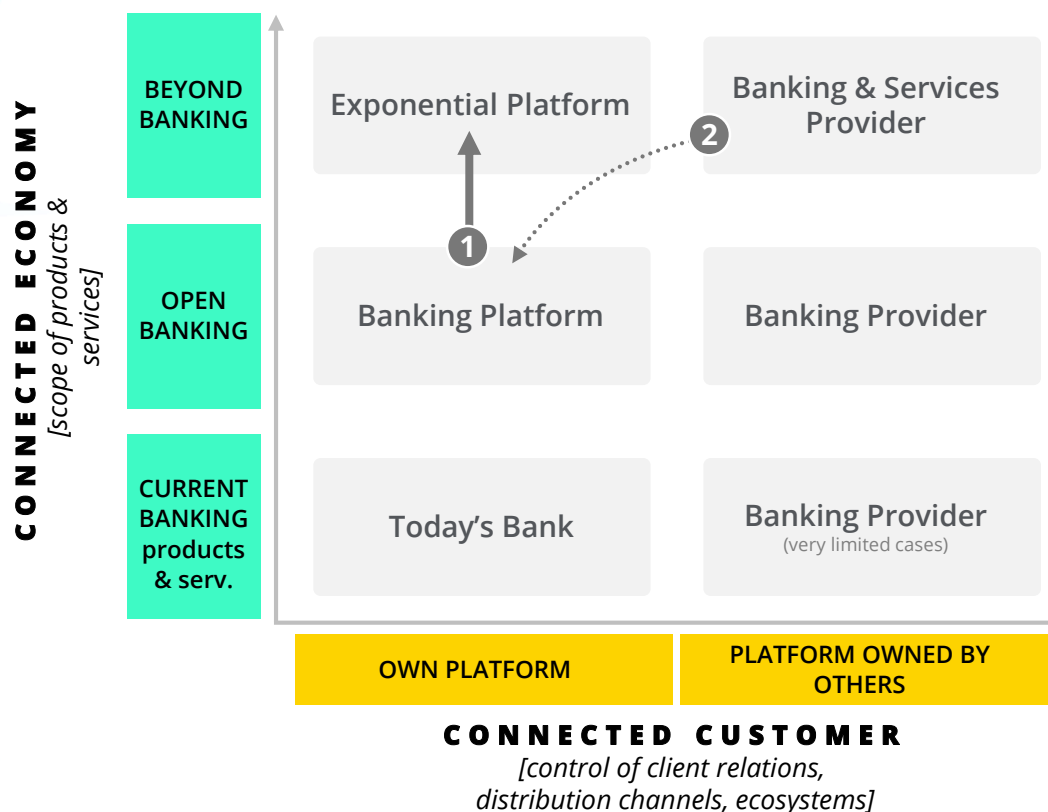 CONNECTED ECONOMY
[scope of products &
services]
BEYOND
BANKING
Exponential Platform
Banking & Services
Provider
2
1
OPEN
BANKING
Banking Platform
Banking Provider
CURRENT
BANKING
products
& serv.
Today's Bank
Banking Provider
(very limited cases)
OWN PLATFORM
PLATFORM OWNED BY
OTHERS
CONNECTED CUSTOMER
[control of client relations,
distribution channels, ecosystems]